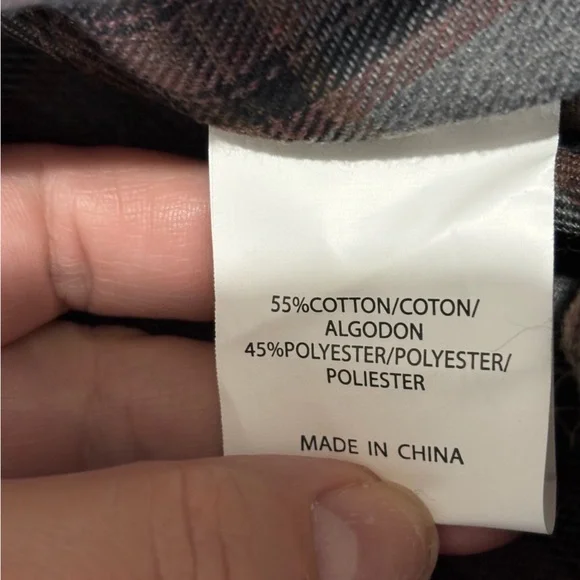 55%COTTON/COTON/
ALGODON
45%POLYESTER/POLYESTER/
POLIESTER
MADE IN CHINA